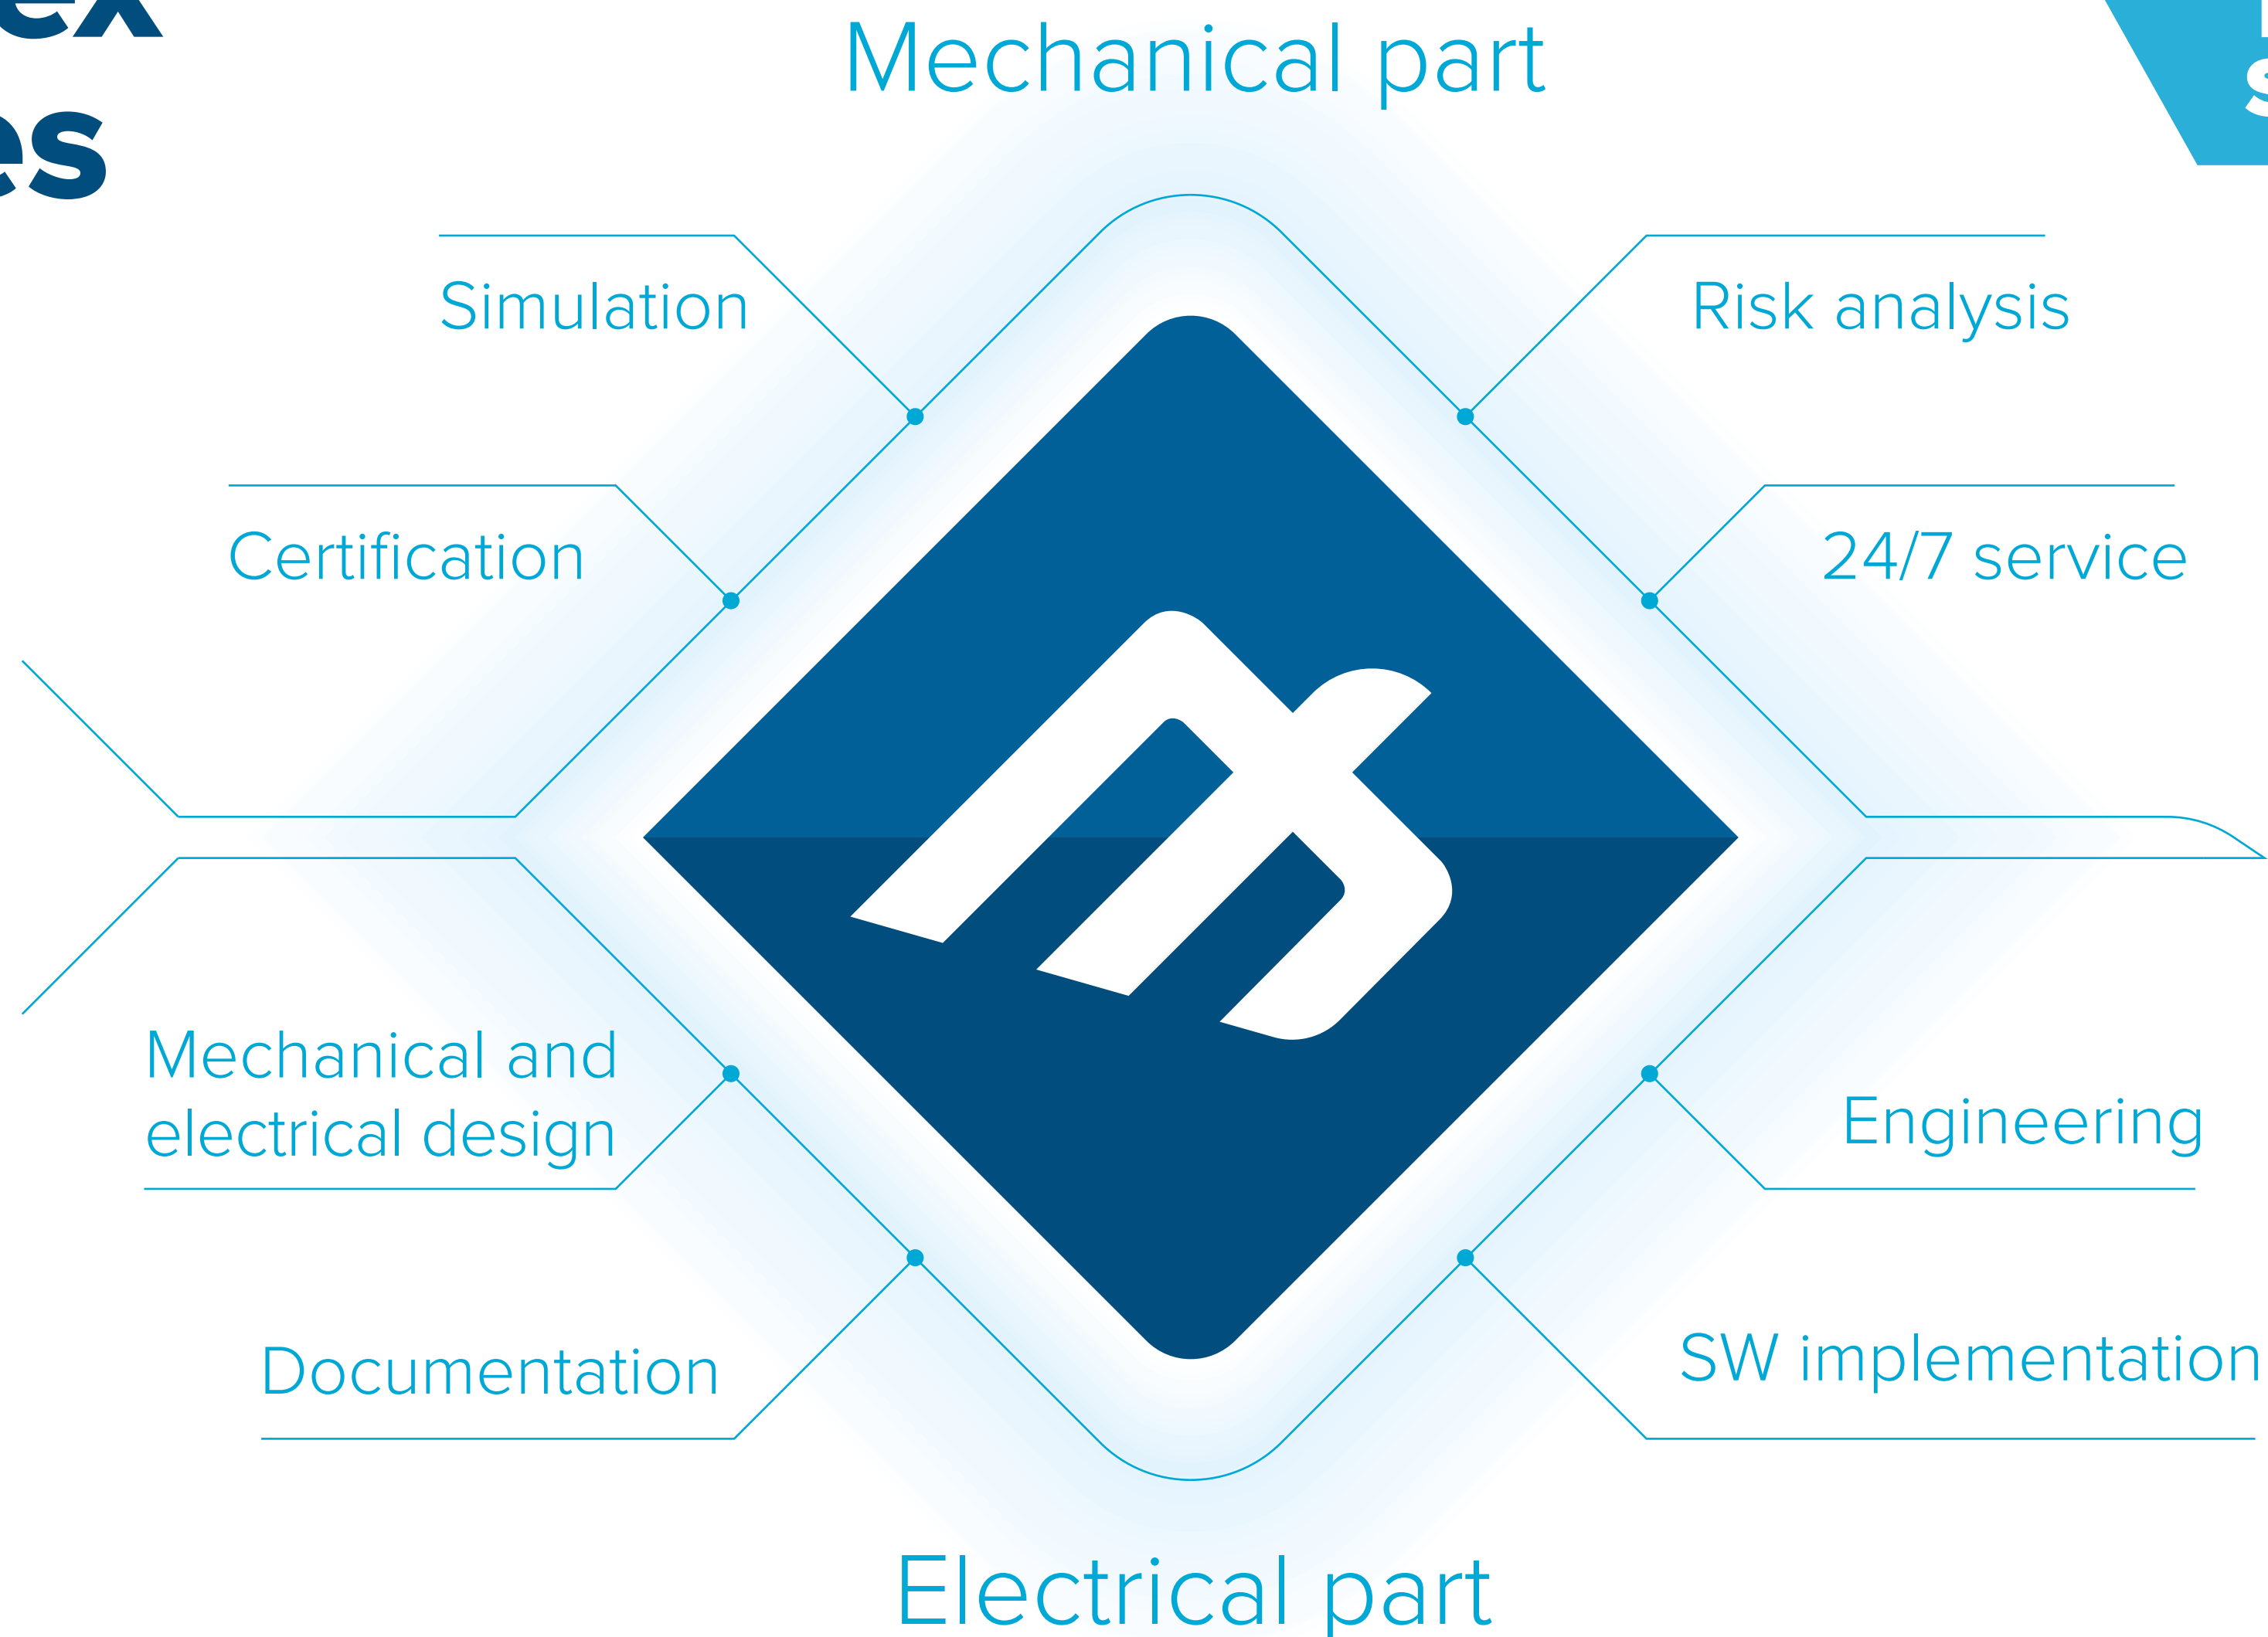 Mechanical part
Simulation
Risk analysis
Certification
24/7 service
Mechanical and
electrical design
Engineering
Documentation
SW implementation
Electrical part